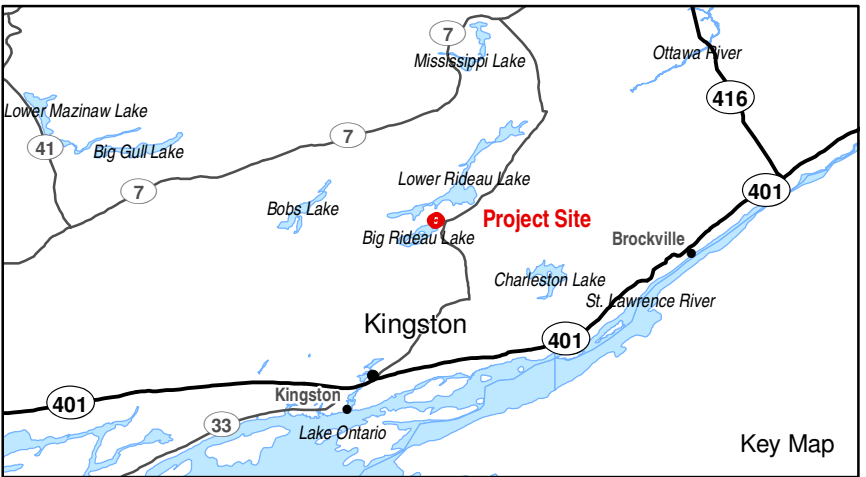 7
Mississippi Lake
Ottawa River
416
Lower Mazinaw Lake
41
Big Gull Lake
7
7
Lower Rideau Lake
401
Bobs Lake
Project Site
Big Rideau Lake
Brockville
Charleston Lake
St. Lawrence River
Kingston
401
Kingston
401
33
Lake Ontario
Key Map